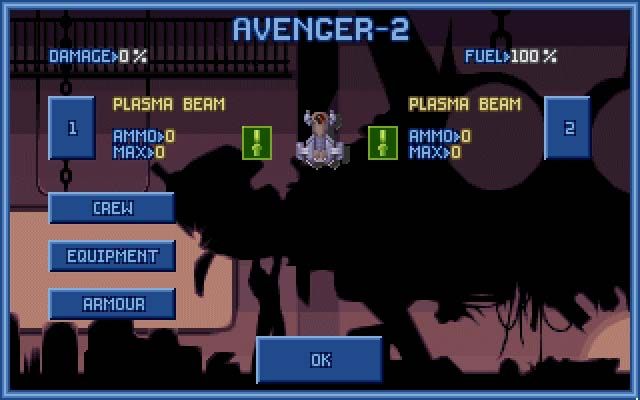 AVENGER-2
DAMAGE>0% FUEL>100%
PLASMA BEAM PLASMA BEAM
1 2
AMMO>0 AMMO>0
MAX>0 MAX>0
CREW
EQUIPMENT
ARMOUR
OK